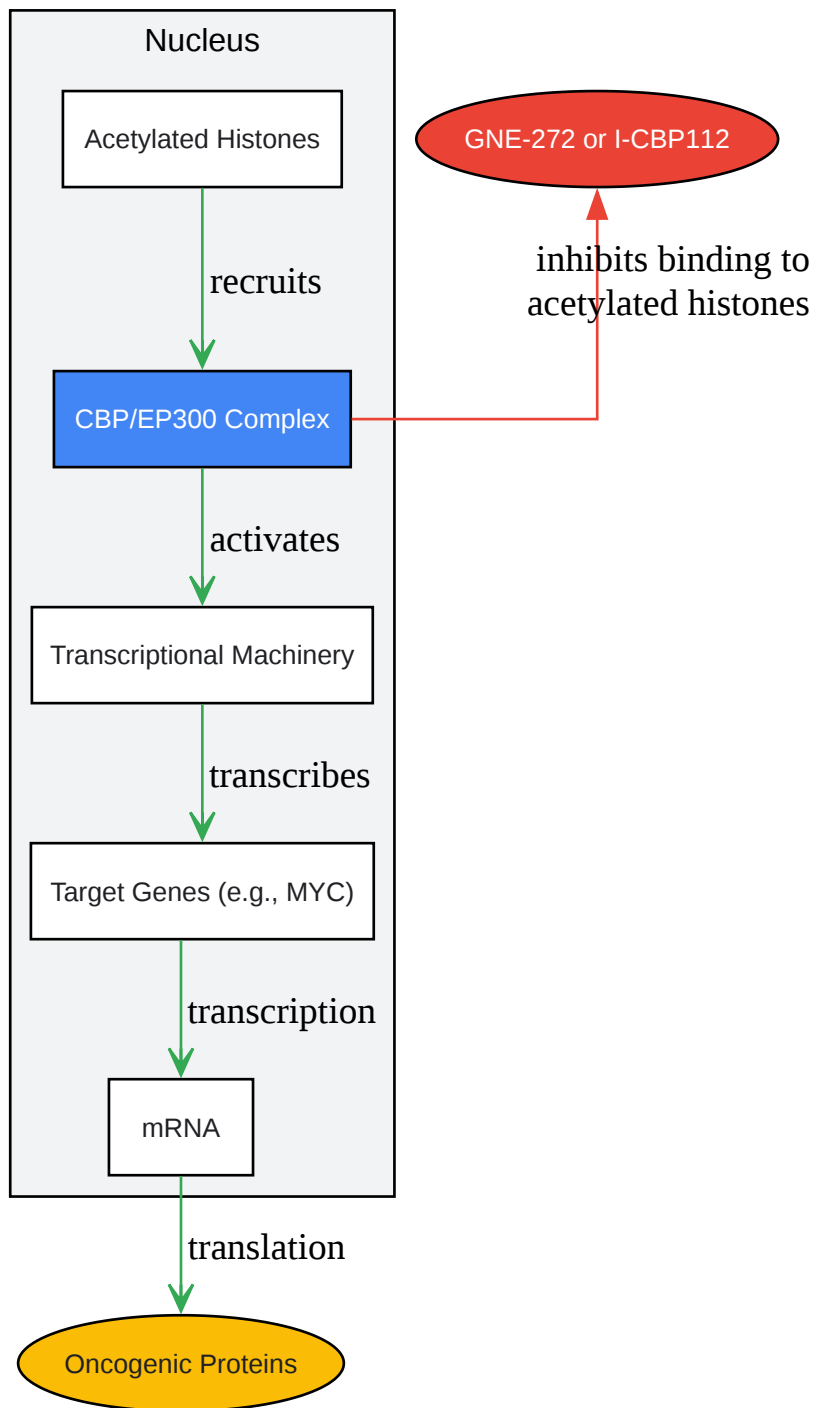 Nucleus
Acetylated Histones
GNE-272 or I-CBP112
inhibits binding to
acetylated histones
recruits
CBP/EP300 Complex
activates
Transcriptional Machinery
transcribes
Target Genes (e.g., MYC)
transcription
mRNA
translation
Oncogenic Proteins